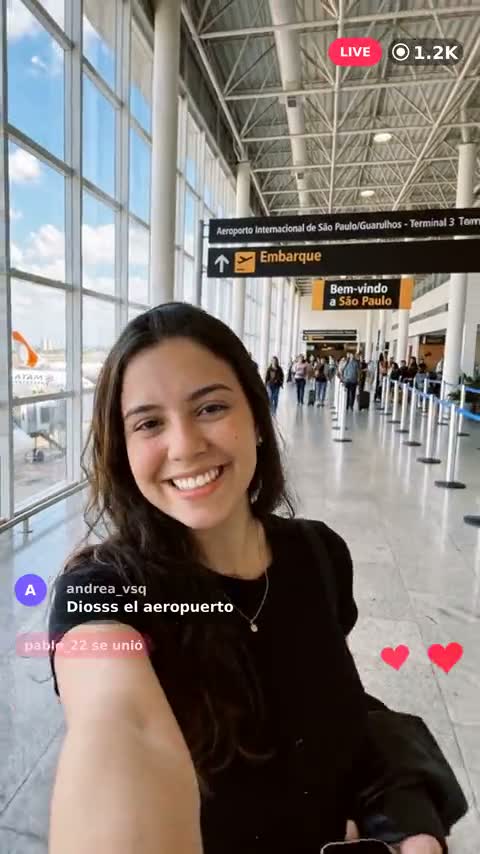 LIVE
1.2K
Aeroporto Internacional de São Paulo/Guarulhos - Terminal 3
Embarque
Bem-vindo
a São Paulo
A
andrea_vsq
Diosss el aeropuerto
pablo_22 se unió